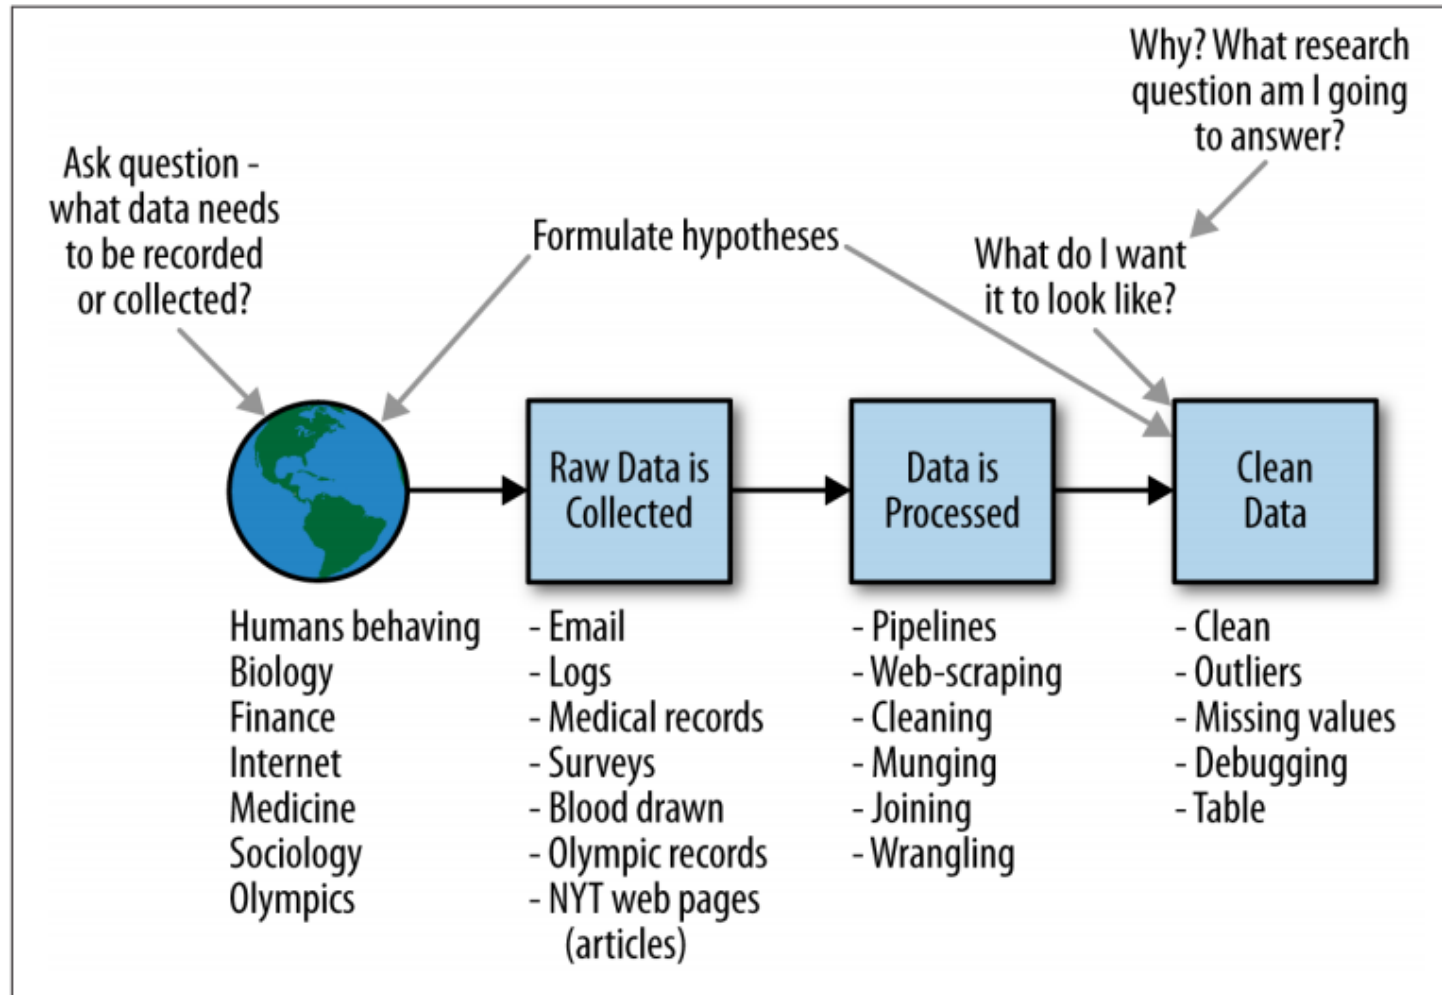 Why? What research
question am I going
to answer?
Ask question -
what data needs
to be recorded
or collected?
Formulate hypotheses
What do I want
it to look like?
Raw Data is
Collected
Data is
Processed
Clean
Data
Humans behaving
Biology
Finance
Internet
Medicine
Sociology
Olympics
- Email
- Logs
- Medical records
- Surveys
- Blood drawn
- Olympic records
- NYT web pages
(articles)
- Pipelines
- Web-scraping
- Cleaning
- Munging
- Joining
- Wrangling
- Clean
- Outliers
- Missing values
- Debugging
- Table